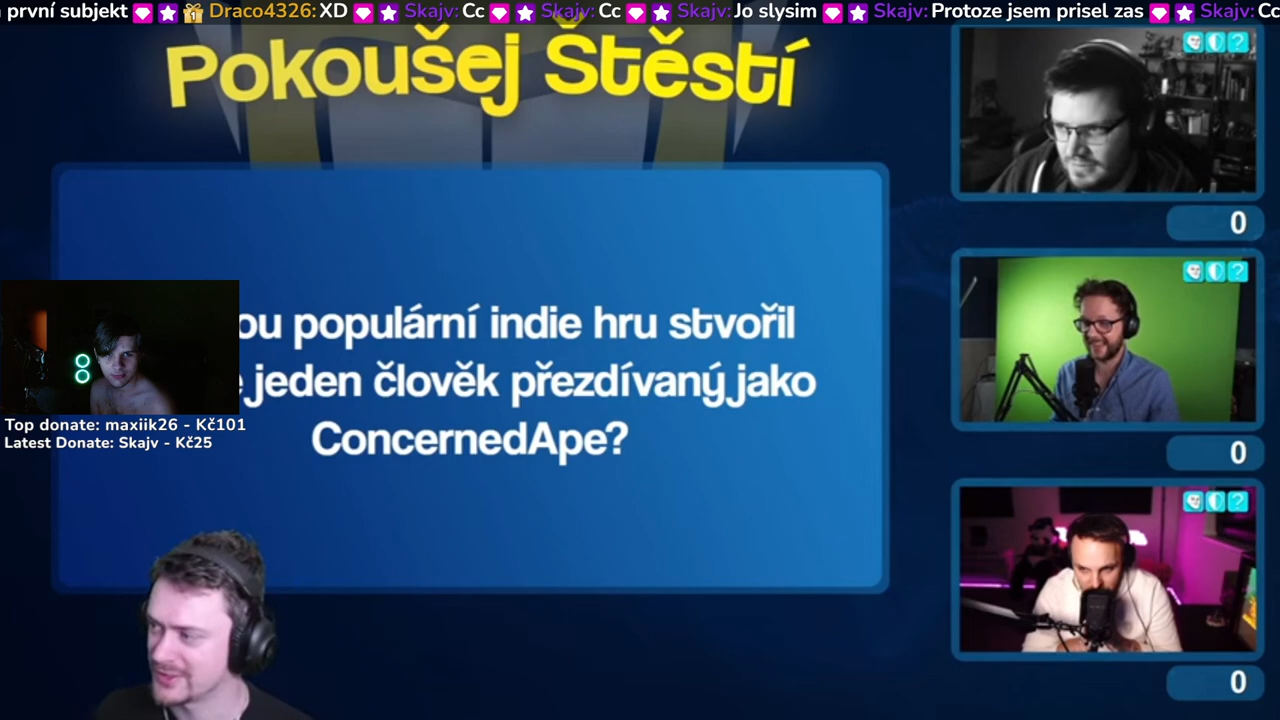 první subjekt Draco4326: XD Skajv: Cc Skajv: Cc Skajv: Jo slysim Skajv: Protoze jsem prisel zas Skajv: Cc
Pokoušej Štěstí
populární indie hru stvořil
jeden člověk přezdívaný jako
ConcernedApe?
Top donate: maxiik26 - Kč101
Latest Donate: Skajv - Kč25
0
0
0